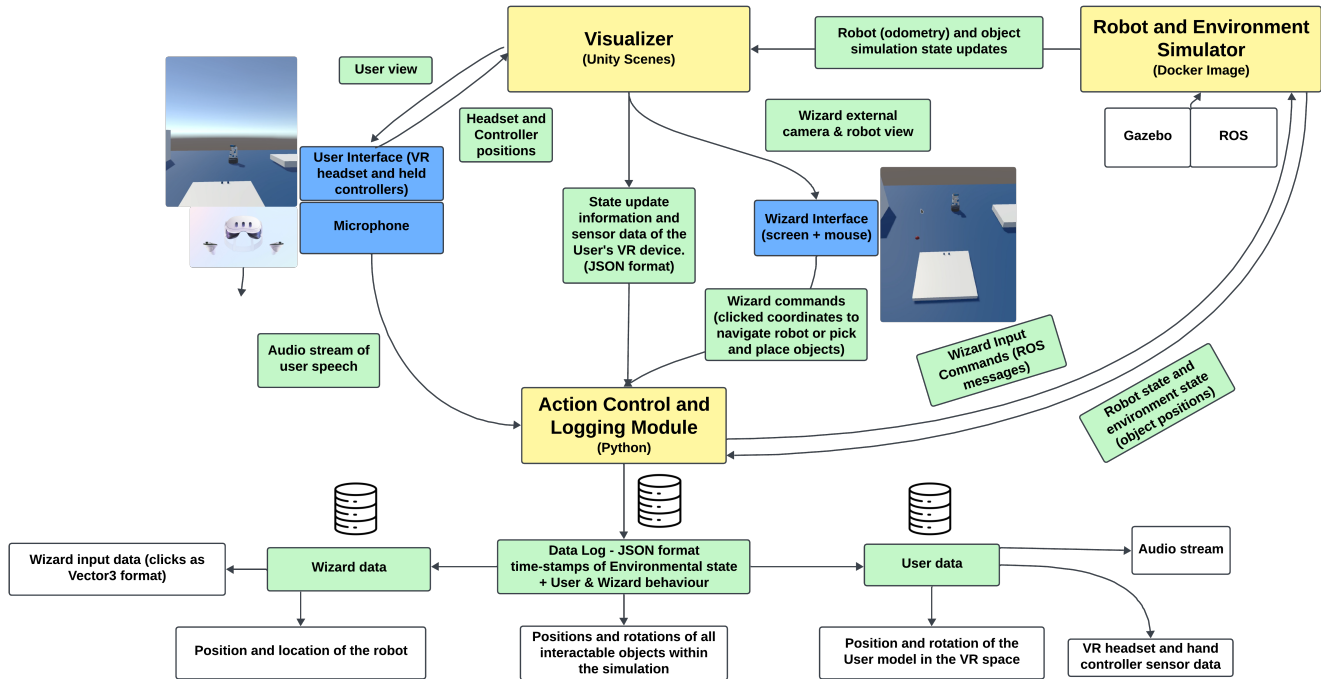 Visualizer
(Unity Scenes)
Robot (odometry) and object
simulation state updates
Robot and Environment
Simulator
(Docker Image)
User view
Headset and
Controller
positions
Wizard external
camera & robot view
Gazebo
ROS
User Interface (VR
headset and held
controllers)
Microphone
State update
information and
sensor data of the
User's VR device.
(JSON format)
Wizard Interface
(screen + mouse)
Wizard commands
(clicked coordinates to
navigate robot or pick
and place objects)
Audio stream of
user speech
Wizard Input
Commands (ROS
messages)
Robot state and
environment state
(object positions)
Action Control and
Logging Module
(Python)
Wizard input data (clicks as
Vector3 format)
Wizard data
Data Log - JSON format
time-stamps of Environmental state
+ User & Wizard behaviour
User data
Audio stream
Position and location of the robot
Positions and rotations of all
interactable objects within
the simulation
Position and rotation of the
User model in the VR space
VR headset and hand
controller sensor data